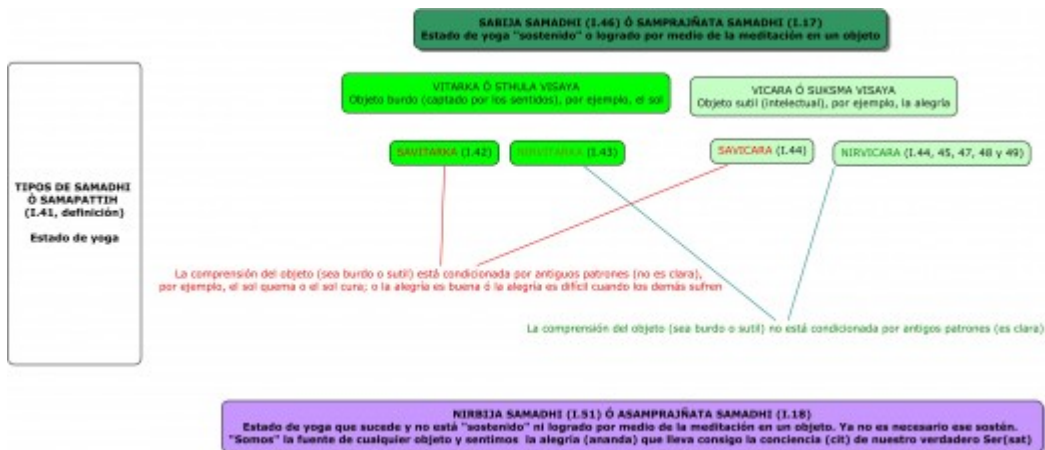 SABIJA SAMADHI (I.46) Ó SAMPRAJÑATA SAMADHI (I.17)
Estado de yoga "sostenido" o logrado por medio de la meditación en un objeto
VITARKA Ó STHULA VISAYA
Objeto burdo (captado por los sentidos), por ejemplo, el sol
VICARA Ó SUKSMA VISAYA
Objeto sutil (intelectual), por ejemplo, la alegría
SAVITARKA (I.42)
NIRVITARKA (I.43)
SAVICARA (I.44)
NIRVICARA (I.44, 45, 47, 48 y 49)
TIPOS DE SAMADHI
Ó SAMAPATTIH
(I.41, definición)
Estado de yoga
La comprensión del objeto (sea burdo o sutil) está condicionada por antiguos patrones (no es clara),
por ejemplo, el sol quema o el sol cura; o la alegría es buena ó la alegría es difícil cuando los demás sufren
La comprensión del objeto (sea burdo o sutil) no está condicionada por antigos patrones (es clara)
NIRBIJA SAMADHI (I.51) Ó ASAMPRAJÑATA SAMADHI (I.18)
Estado de yoga que sucede y no está "sostenido" ni logrado por medio de la meditación en un objeto. Ya no es necesario ese sostén.
"Somos" la fuente de cualquier objeto y sentimos la alegría (ananda) que lleva consigo la conciencia (cit) de nuestro verdadero Ser(sat)